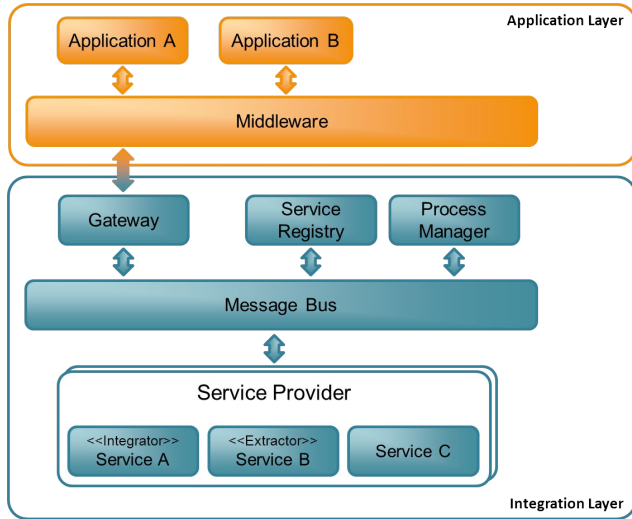 Application Layer
Application A
Application B
Middleware
Gateway
Service
Registry
Process
Manager
Message Bus
Service Provider
<<Integrator>>
Service A
<<Extractor>>
Service B
Service C
Integration Layer